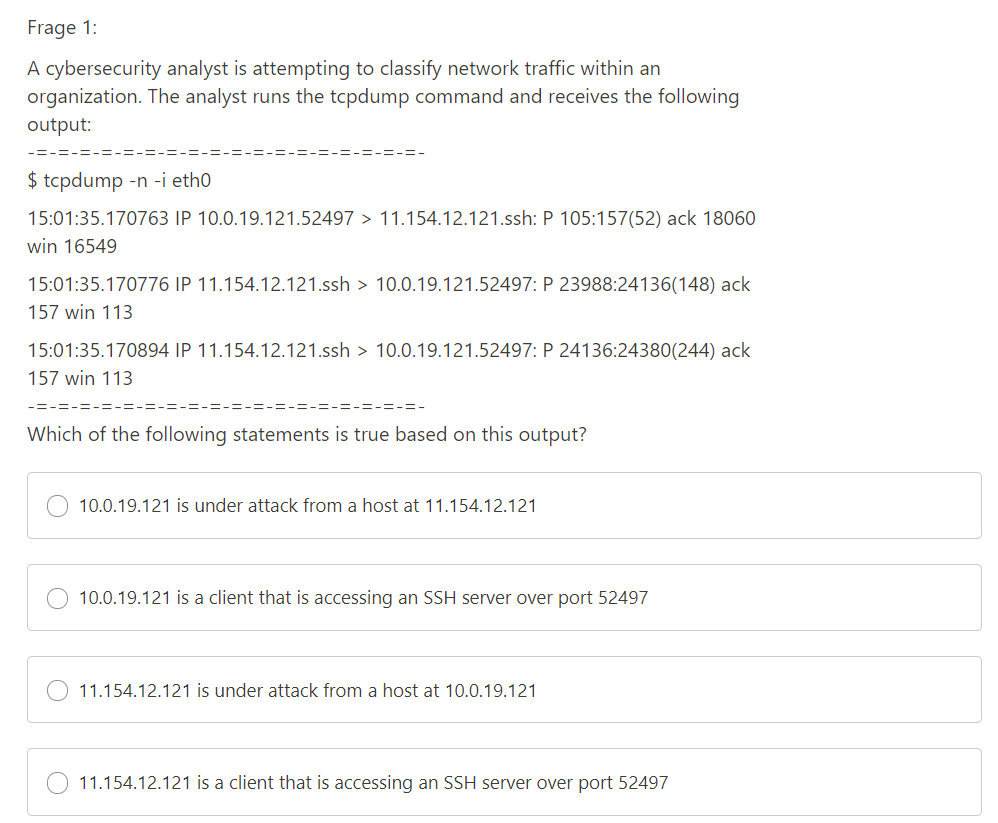 Frage 1:
A cybersecurity analyst is attempting to classify network traffic within an
organization. The analyst runs the tcpdump command and receives the following
output:
-=-=-=-=-=-=-=-=-=-=-=-=-=-=-=-=-=-=-
$ tcpdump -n -i eth0
15:01:35.170763 IP 10.0.19.121.52497 > 11.154.12.121.ssh: P 105:157(52) ack 18060
win 16549
15:01:35.170776 IP 11.154.12.121.ssh > 10.0.19.121.52497: P 23988:24136(148) ack
157 win 113
15:01:35.170894 IP 11.154.12.121.ssh > 10.0.19.121.52497: P 24136:24380(244) ack
157 win 113
-=-=-=-=-=-=-=-=-=-=-=-=-=-=-=-=-=-=-
Which of the following statements is true based on this output?
10.0.19.121 is under attack from a host at 11.154.12.121
10.0.19.121 is a client that is accessing an SSH server over port 52497
11.154.12.121 is under attack from a host at 10.0.19.121
11.154.12.121 is a client that is accessing an SSH server over port 52497